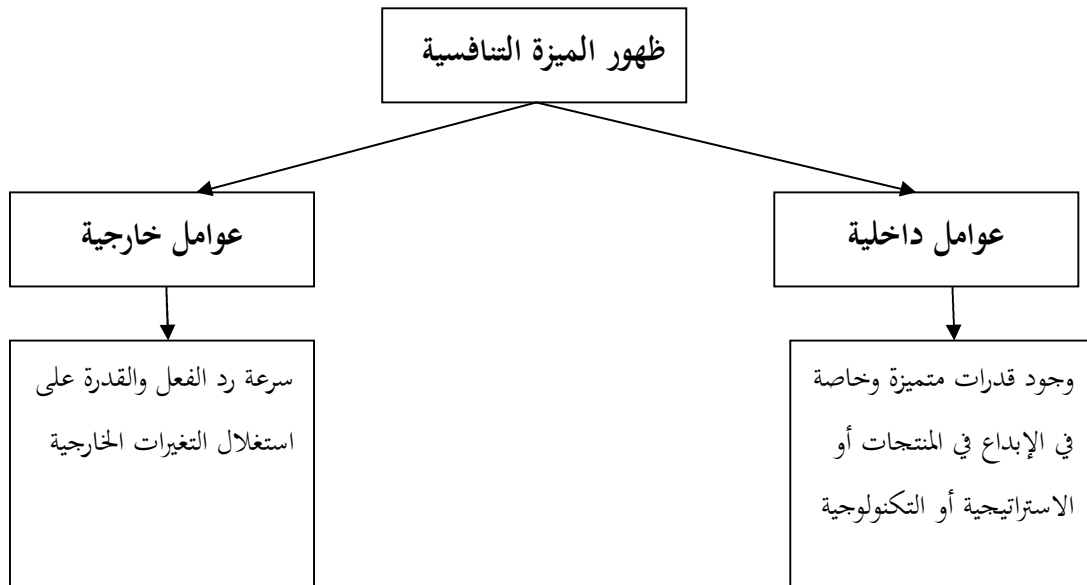 ظهور الميزة التنافسية
عوامل داخلية
عوامل خارجية
وجود قدرات متميزة وخاصة
في الإبداع في المنتجات أو
الاستراتيجية أو التكنولوجية
سرعة رد الفعل والقدرة على
استغلال التغيرات الخارجية